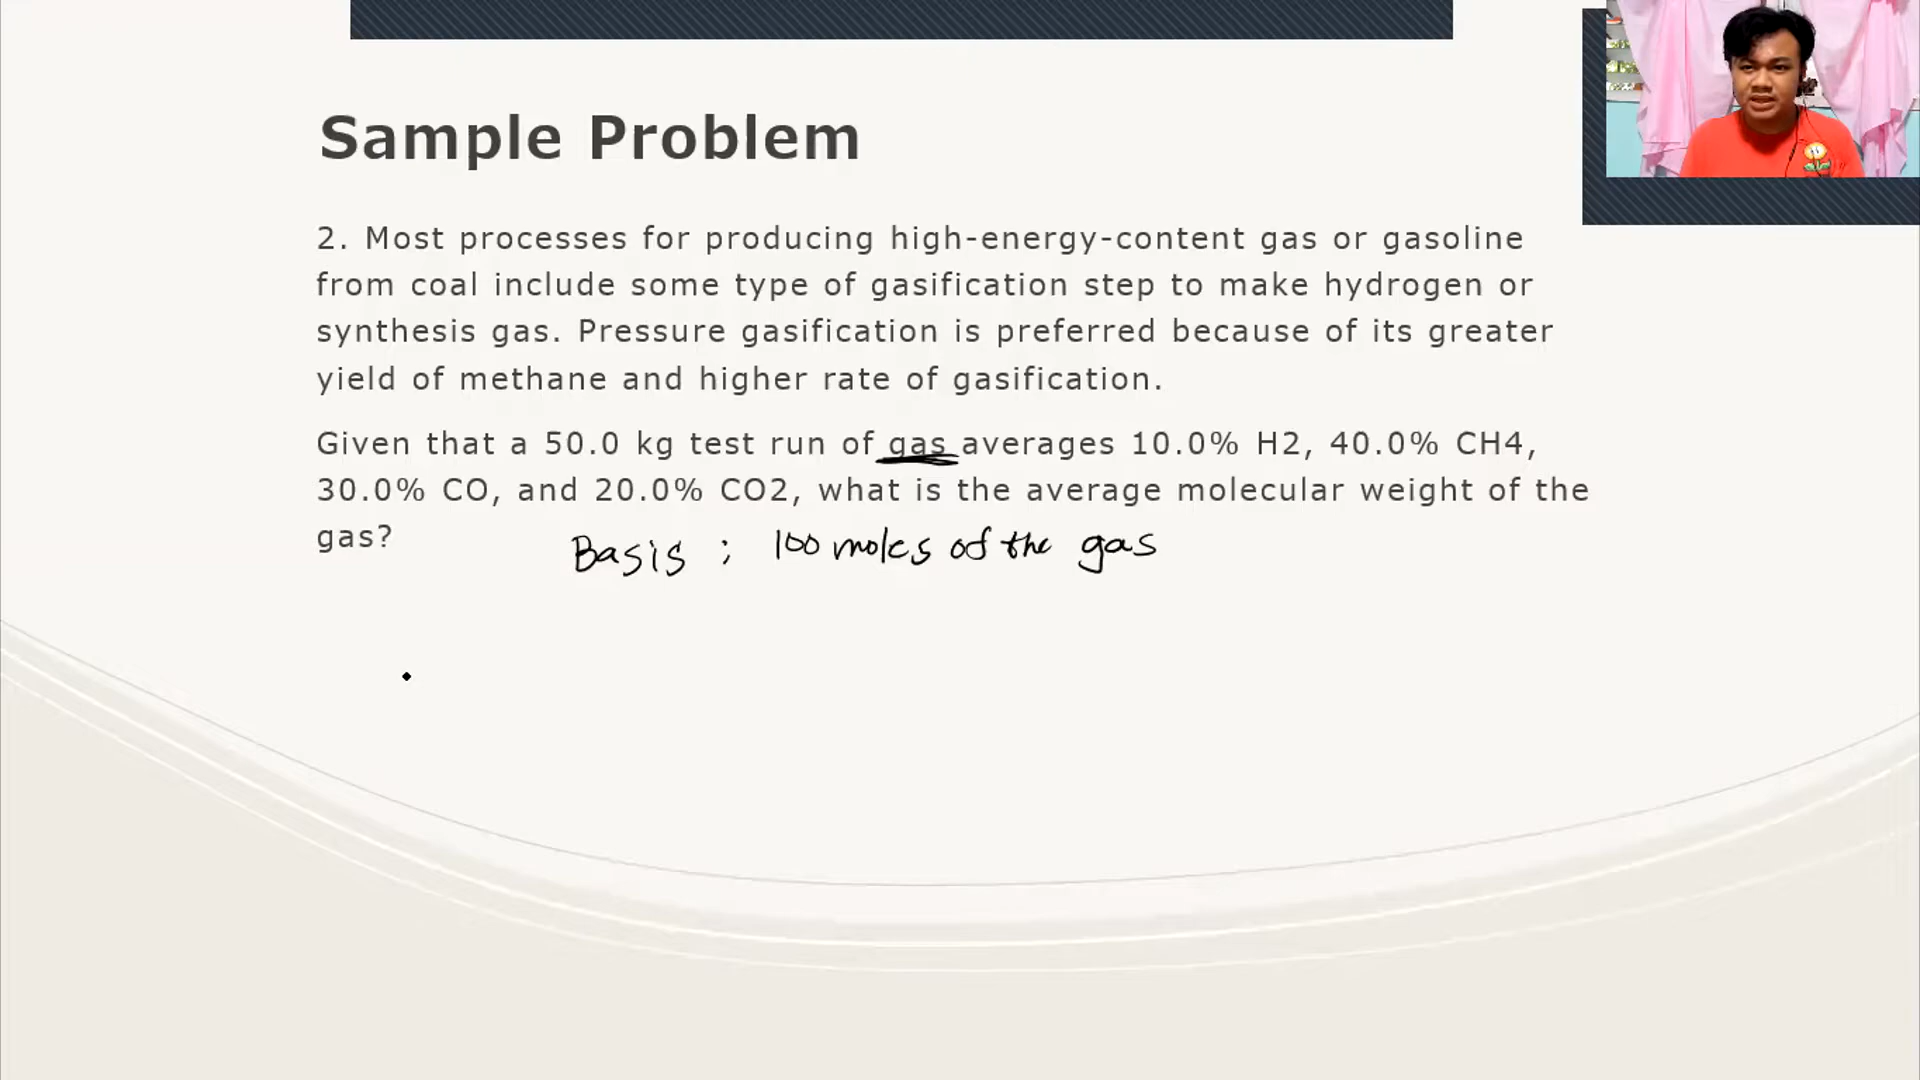 Sample Problem
2. Most processes for producing high-energy-content gas or gasoline
from coal include some type of gasification step to make hydrogen or
synthesis gas. Pressure gasification is preferred because of its greater
yield of methane and higher rate of gasification.
Given that a 50.0 kg test run of gas averages 10.0% H2, 40.0% CH4,
30.0% CO, and 20.0% CO2, what is the average molecular weight of the
gas?
Basis ; 100 moles of the gas